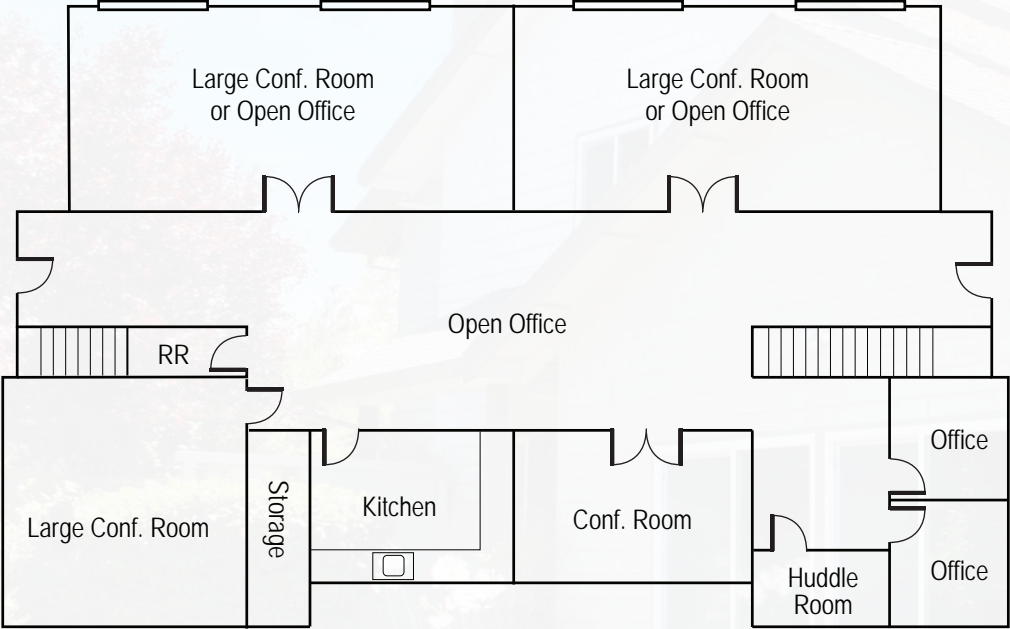 Large Conf. Room
or Open Office
Large Conf. Room
or Open Office
Open Office
RR
Office
Storage
Kitchen
Conf. Room
Large Conf. Room
Huddle
Room
Office